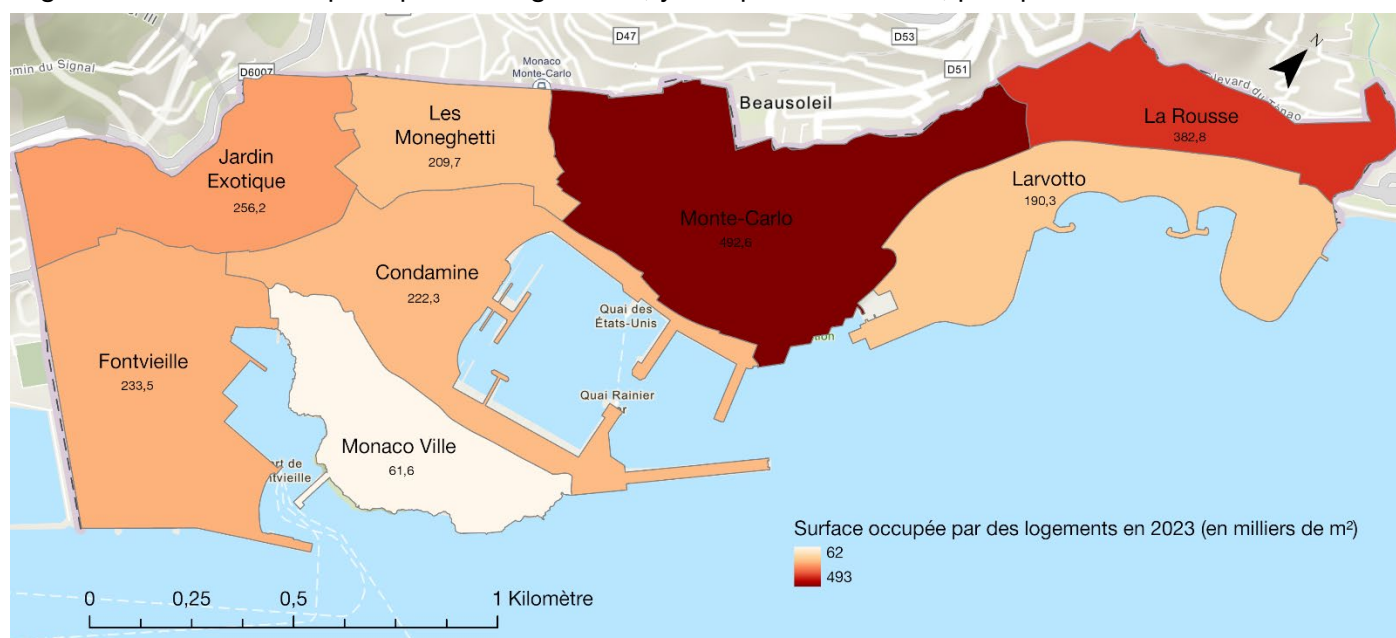 D47
D53
D51
D6007
Monaco
Monte-Carlo
Beausoleil
N
Les
Moneghetti
209,7
La Rousse
382,8
Jardin
Exotique
256,2
Larvotto
190,3
Monte-Carlo
492,6
Condamine
222,3
Quai des
États-Unis
Fontvieille
233,5
Quai Rainier
Monaco Ville
61,6
Surface occupée par des logements en 2023 (en milliers de m²)
62
493
0 0,25 0,5 1 Kilomètre